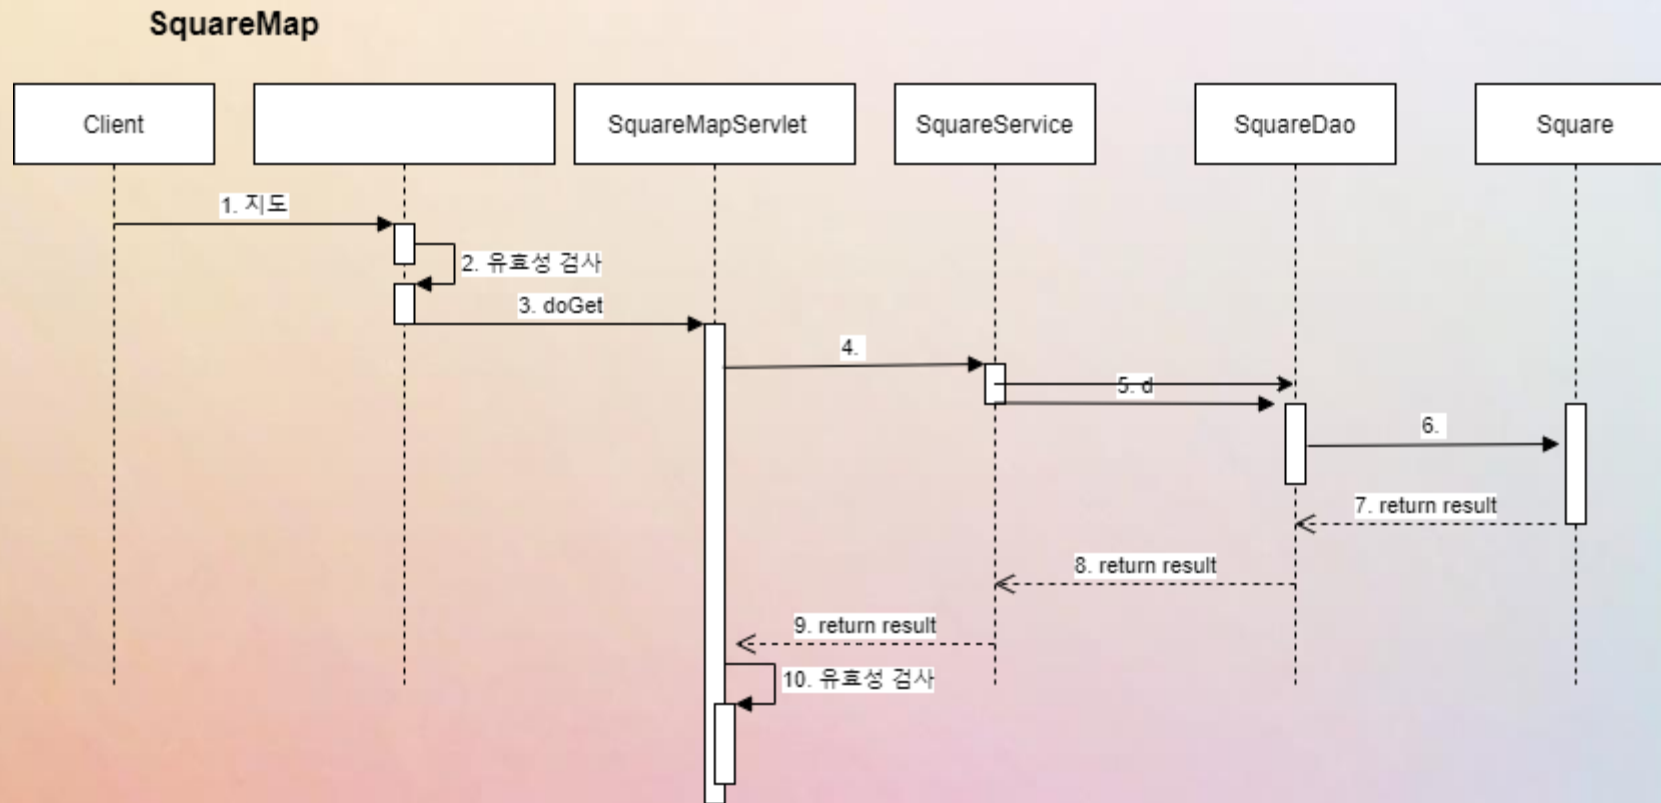 SquareMap
Client
SquareMapServlet
SquareService
SquareDao
Square
1. 지도
2. 유효성 검사
3. doGet
4.
5. d
6.
7. return result
8. return result
9. return result
10. 유효성 검사